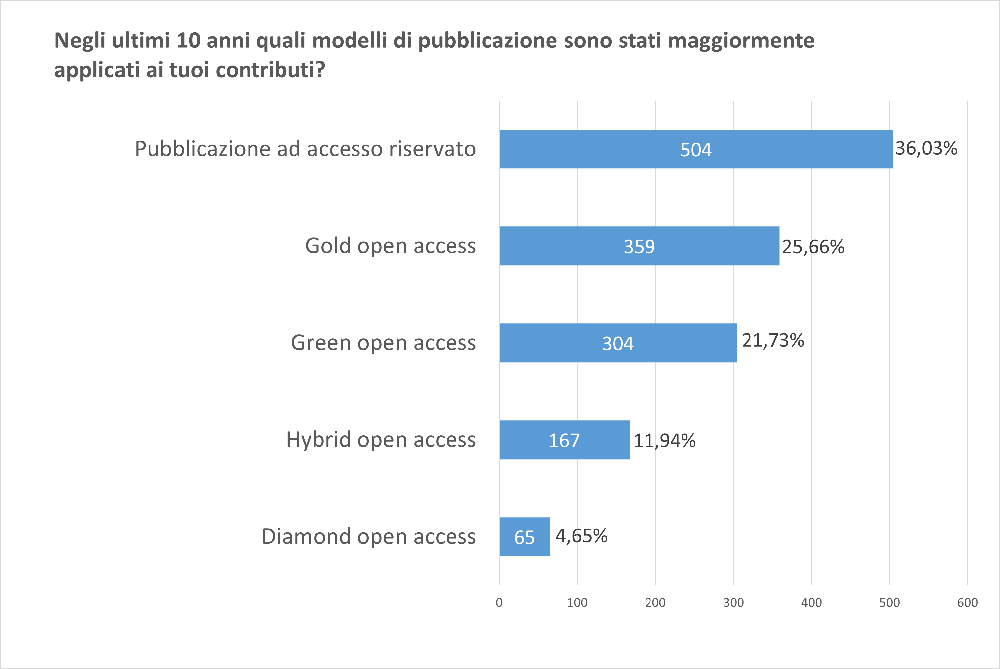 Negli ultimi 10 anni quali modelli di pubblicazione sono stati maggiormente
applicati ai tuoi contributi?
Pubblicazione ad accesso riservato
504
36,03%
Gold open access
359
25,66%
Green open access
304
21,73%
Hybrid open access
167
11,94%
Diamond open access
65
4,65%
0 100 200 300 400 500 600